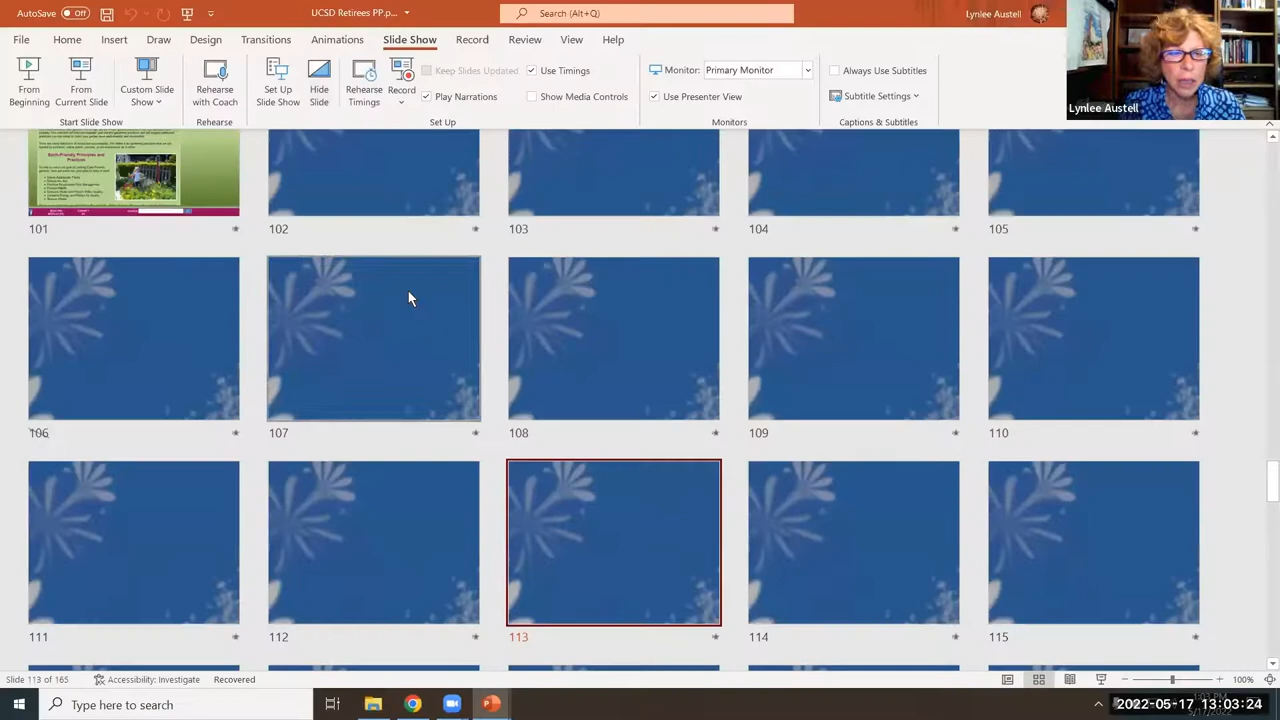 AutoSave Off UCSD Retirees PP.p... Search (Alt+Q) Lynlee Austell
File Home Insert Draw Design Transitions Animations Slide Show Record Review View Help
From Beginning From Current Slide Custom Slide Show Rehearse with Coach Set Up Slide Show Hide Slide Rehearse Timings Record
Keep Slides Updated Use Timings Monitor: Primary Monitor Always Use Subtitles
Play Narrations Show Media Controls Use Presenter View Subtitle Settings
Start Slide Show Rehearse Set Up Monitors Captions & Subtitles
Lynlee Austell
Earth-Friendly Principles and
Practices
101 102 103 104 105
106 107 108 109 110
111 112 113 114 115
Slide 113 of 165 Accessibility: Investigate Recovered 100%
Type here to search
2022-05-17 13:03:24